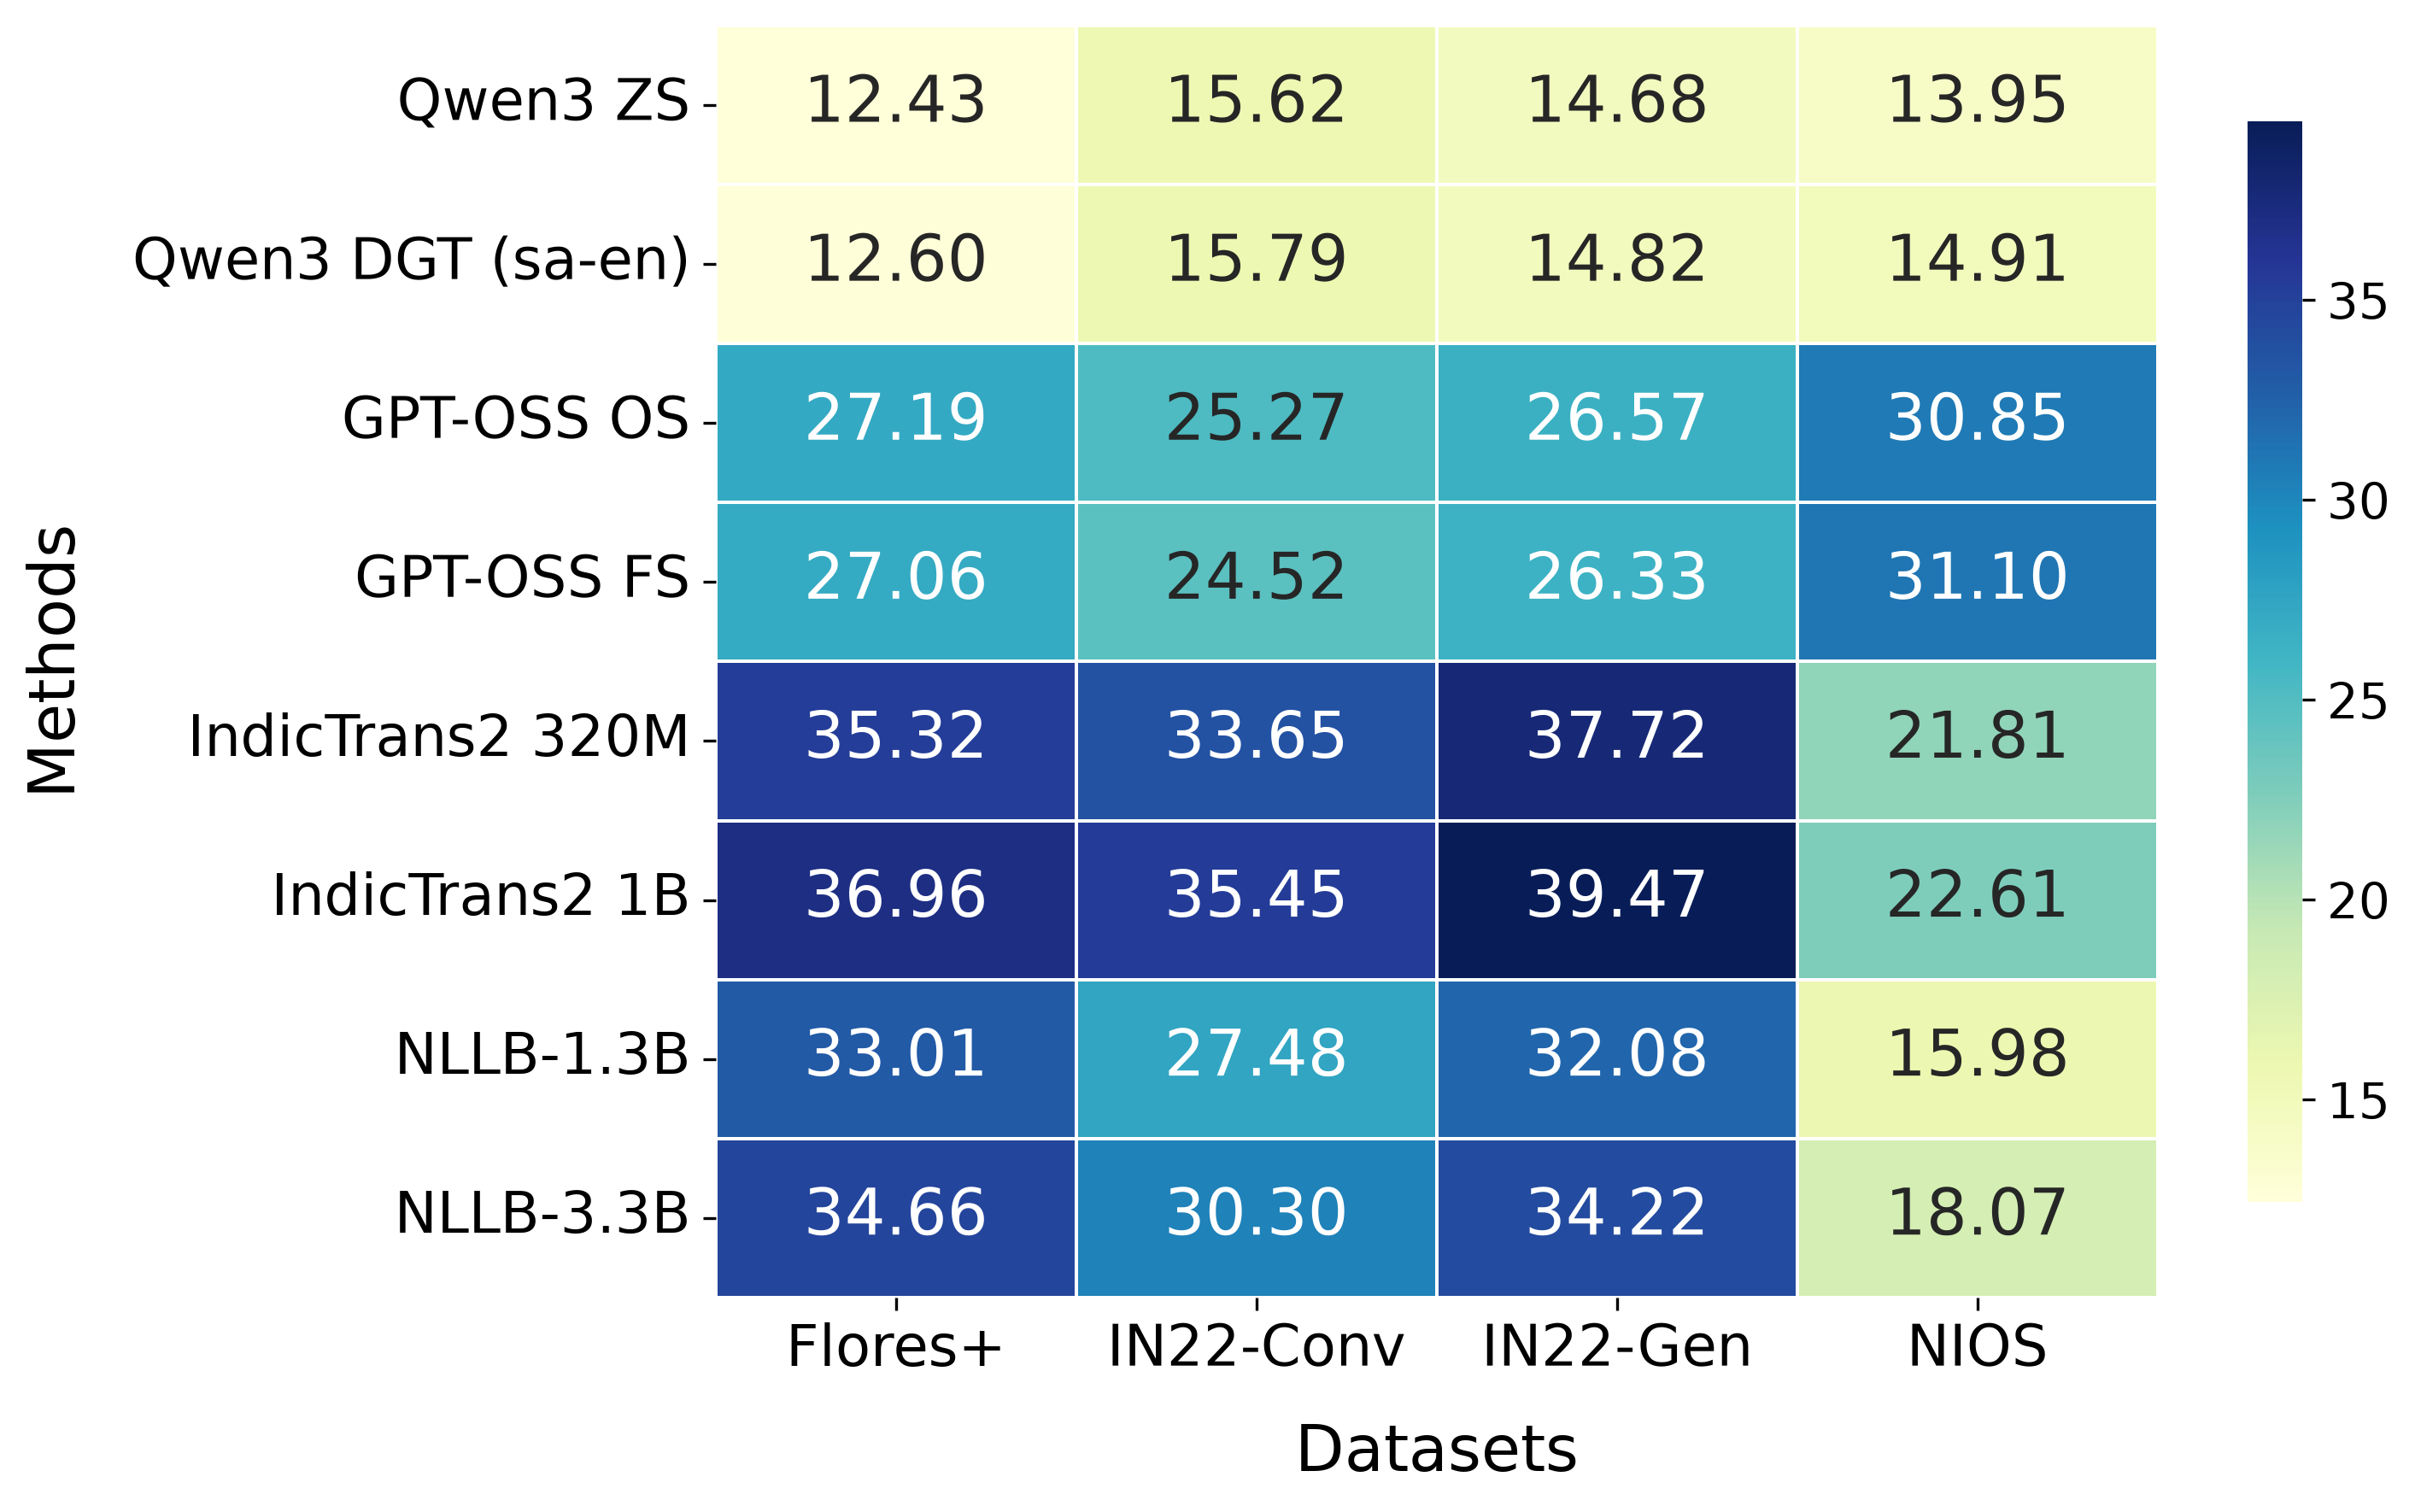 Qwen3 ZS 12.43 15.62 14.68 13.95
Qwen3 DGT (sa-en) 12.60 15.79 14.82 14.91
GPT-OSS OS 27.19 25.27 26.57 30.85
GPT-OSS FS 27.06 24.52 26.33 31.10
IndicTrans2 320M 35.32 33.65 37.72 21.81
IndicTrans2 1B 36.96 35.45 39.47 22.61
NLLB-1.3B 33.01 27.48 32.08 15.98
NLLB-3.3B 34.66 30.30 34.22 18.07
Flores+ IN22-Conv IN22-Gen NIOS
Datasets
Methods
35
30
25
20
15